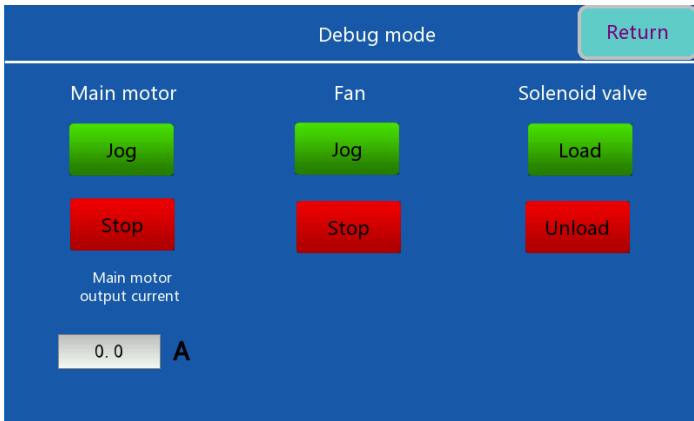 Debug mode
Return
Main motor
Fan
Solenoid valve
Jog
Jog
Load
Stop
Stop
Unload
Main motor
output current
0.0 A